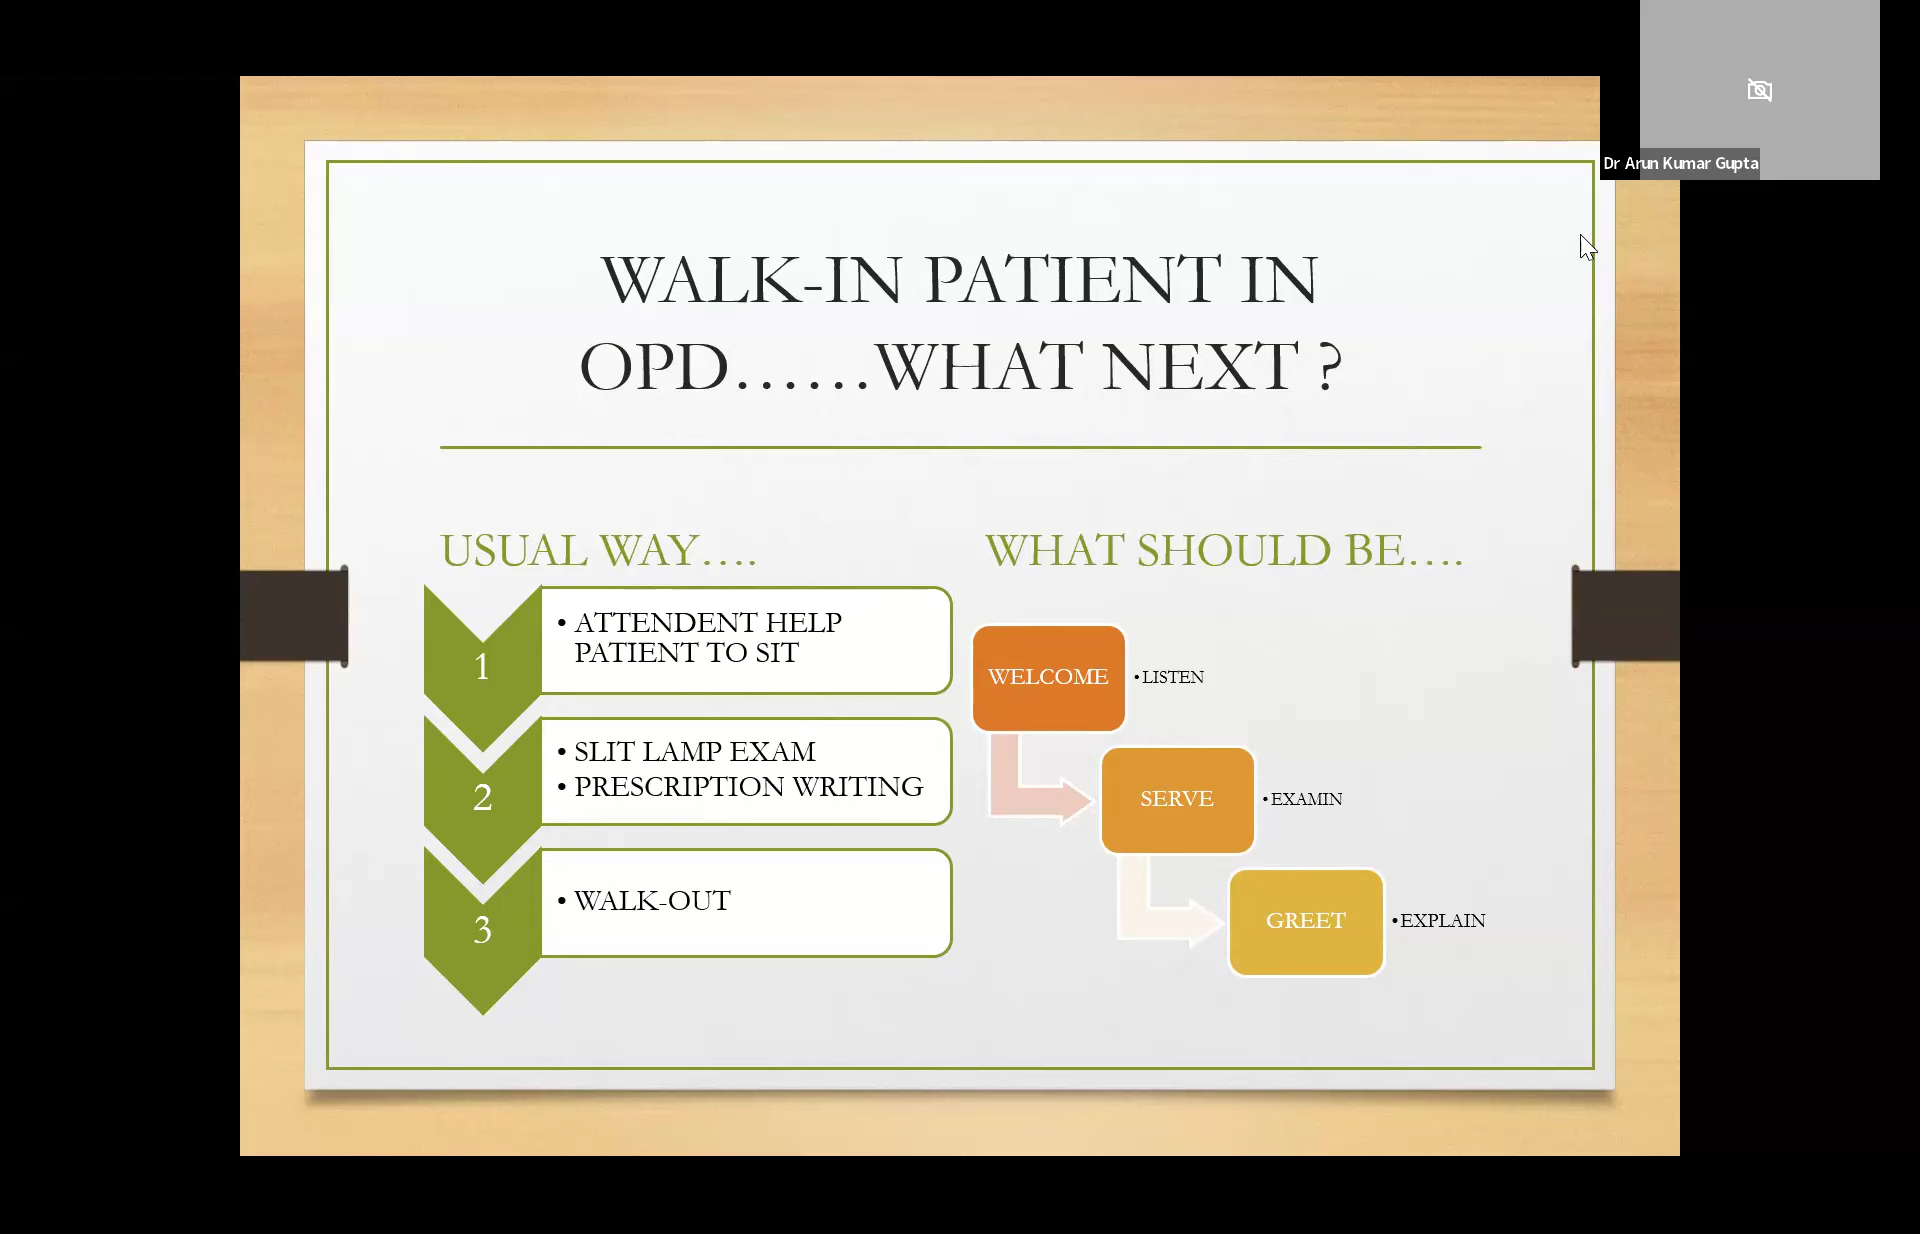 Dr Arun Kumar Gupta
WALK-IN PATIENT IN
OPD……WHAT NEXT ?
USUAL WAY….
1
• ATTENDENT HELP
PATIENT TO SIT
2
• SLIT LAMP EXAM
• PRESCRIPTION WRITING
3
• WALK-OUT
WHAT SHOULD BE….
WELCOME
• LISTEN
SERVE
• EXAMIN
GREET
• EXPLAIN